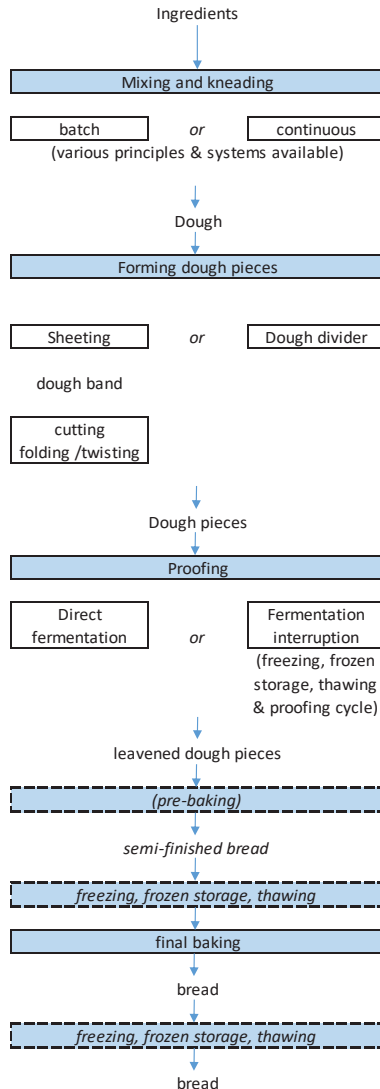 Ingredients
Mixing and kneading
batch or continuous
(various principles & systems available)
Dough
Forming dough pieces
Sheeting or Dough divider
dough band
cutting
folding /twisting
Dough pieces
Proofing
Direct
fermentation
or
Fermentation
interruption
(freezing, frozen
storage, thawing
& proofing cycle)
leavened dough pieces
(pre-baking)
semi-finished bread
freezing, frozen storage, thawing
final baking
bread
freezing, frozen storage, thawing
bread